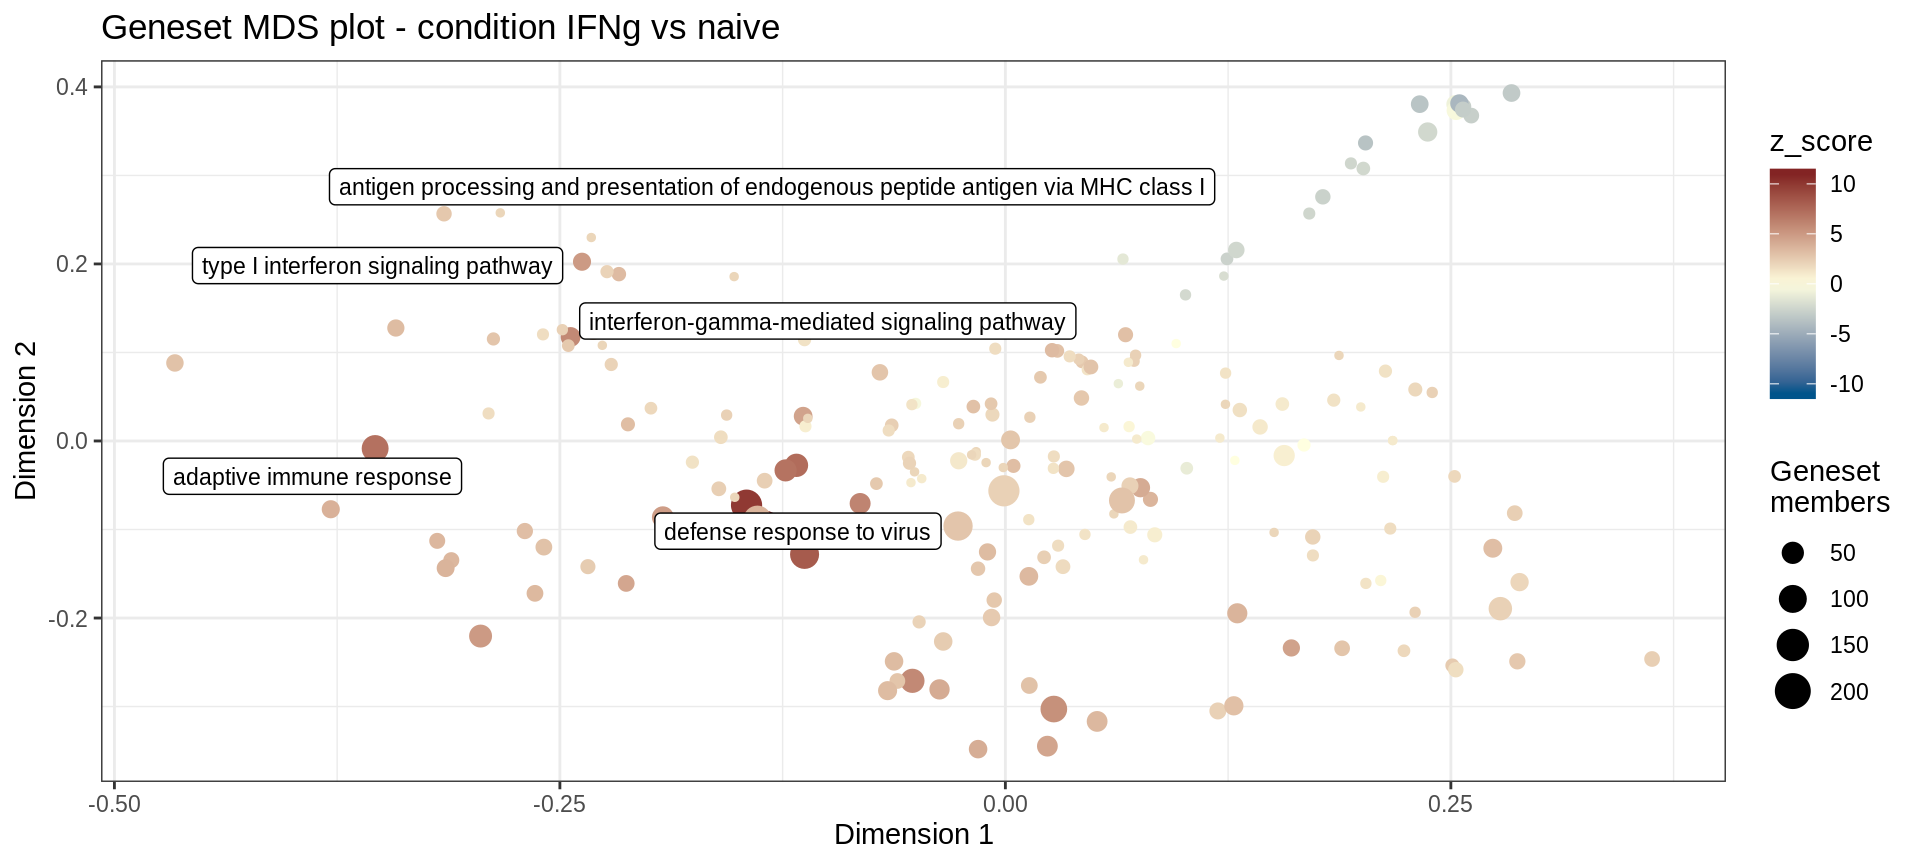 Geneset MDS plot - condition IFNg vs naive
0.4
0.2
0.0
-0.2
Dimension 2
antigen processing and presentation of endogenous peptide antigen via MHC class I
type I interferon signaling pathway
interferon-gamma-mediated signaling pathway
adaptive immune response
defense response to virus
-0.50
-0.25
0.00
0.25
Dimension 1
z_score
10
5
0
-5
-10
Geneset
members
50
100
150
200